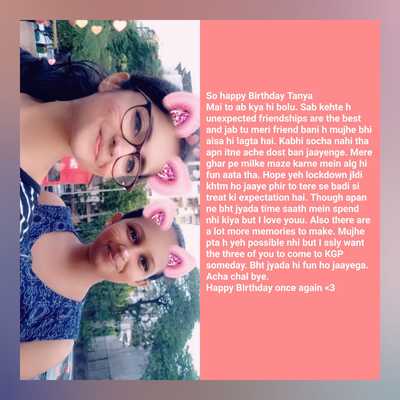 So happy Birthday Tanya
Mai to ab kya hi bolu. Sab kehte h
unexpected friendships are the best
and jab tu meri friend bani h mujhe bhi
aisa hi lagta hai. Kabhi socha nahi tha
apn itne ache dost ban jaayenge. Mere
ghar pe milke maze karne mein alg hi
fun aata tha. Hope yeh lockdown jldi
khtm ho jaaye phir to tere se badi si
treat ki expectation hai. Though apan
ne bht jyada time saath mein spend
nhi kiya but I love youu. Also there are
a lot more memories to make. Mujhe
pta h yeh possible nhi but I ssly want
the three of you to come to KGP
someday. Bht jyada hi fun ho jaayega.
Acha chal bye.
Happy Birthday once again <3